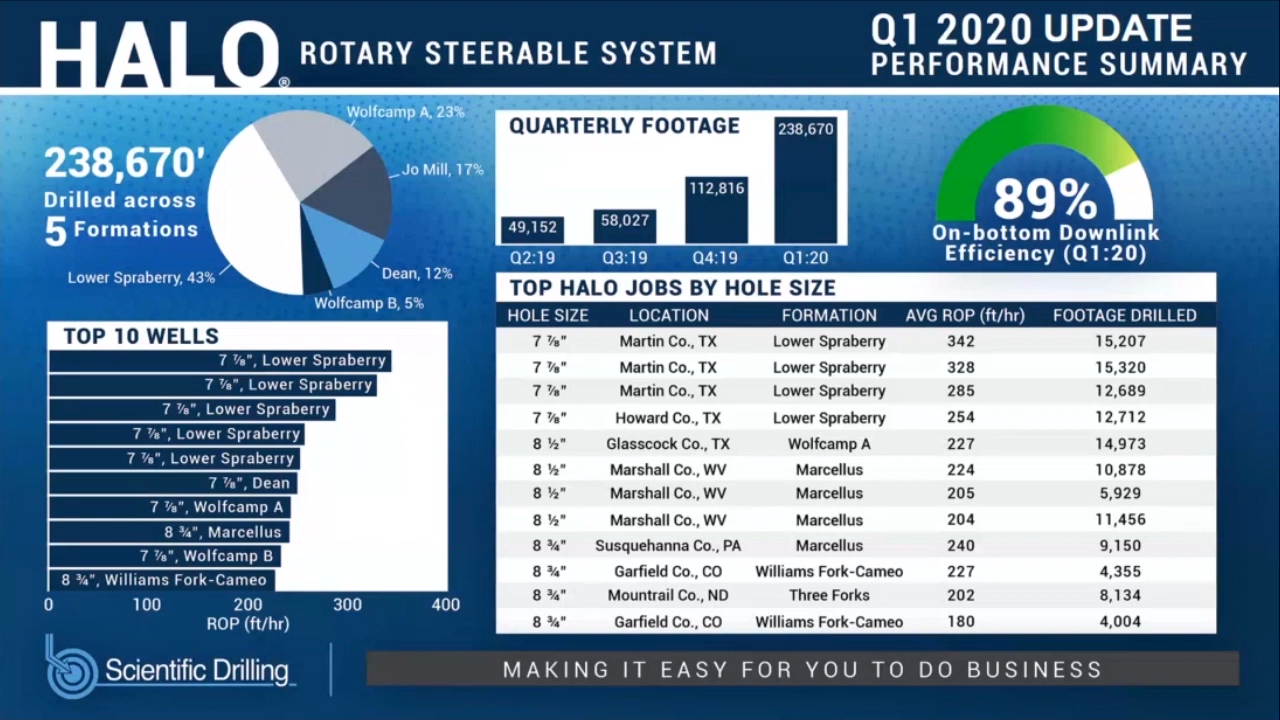 HALO® ROTARY STEERABLE SYSTEM
Q1 2020 UPDATE
PERFORMANCE SUMMARY
238,670'
Drilled across
5 Formations
Wolfcamp A, 23%
Jo Mill, 17%
Dean, 12%
Wolfcamp B, 5%
Lower Spraberry, 43%
QUARTERLY FOOTAGE
49,152
58,027
112,816
238,670
Q2:19 Q3:19 Q4:19 Q1:20
89%
On-bottom Downlink
Efficiency (Q1:20)
TOP 10 WELLS
7 ⅞", Lower Spraberry
7 ⅞", Lower Spraberry
7 ⅞", Lower Spraberry
7 ⅞", Lower Spraberry
7 ⅞", Lower Spraberry
7 ⅞", Dean
7 ⅞", Wolfcamp A
8 ¾", Marcellus
7 ⅞", Wolfcamp B
8 ¾", Williams Fork-Cameo
0 100 200 300 400
ROP (ft/hr)
TOP HALO JOBS BY HOLE SIZE
HOLE SIZE LOCATION FORMATION AVG ROP (ft/hr) FOOTAGE DRILLED
7 ⅞" Martin Co., TX Lower Spraberry 342 15,207
7 ⅞" Martin Co., TX Lower Spraberry 328 15,320
7 ⅞" Martin Co., TX Lower Spraberry 285 12,689
7 ⅞" Howard Co., TX Lower Spraberry 254 12,712
8 ½" Glasscock Co., TX Wolfcamp A 227 14,973
8 ½" Marshall Co., WV Marcellus 224 10,878
8 ½" Marshall Co., WV Marcellus 205 5,929
8 ½" Marshall Co., WV Marcellus 204 11,456
8 ¾" Susquehanna Co., PA Marcellus 240 9,150
8 ¾" Garfield Co., CO Williams Fork-Cameo 227 4,355
8 ¾" Mountrail Co., ND Three Forks 202 8,134
8 ¾" Garfield Co., CO Williams Fork-Cameo 180 4,004
Scientific Drilling
MAKING IT EASY FOR YOU TO DO BUSINESS